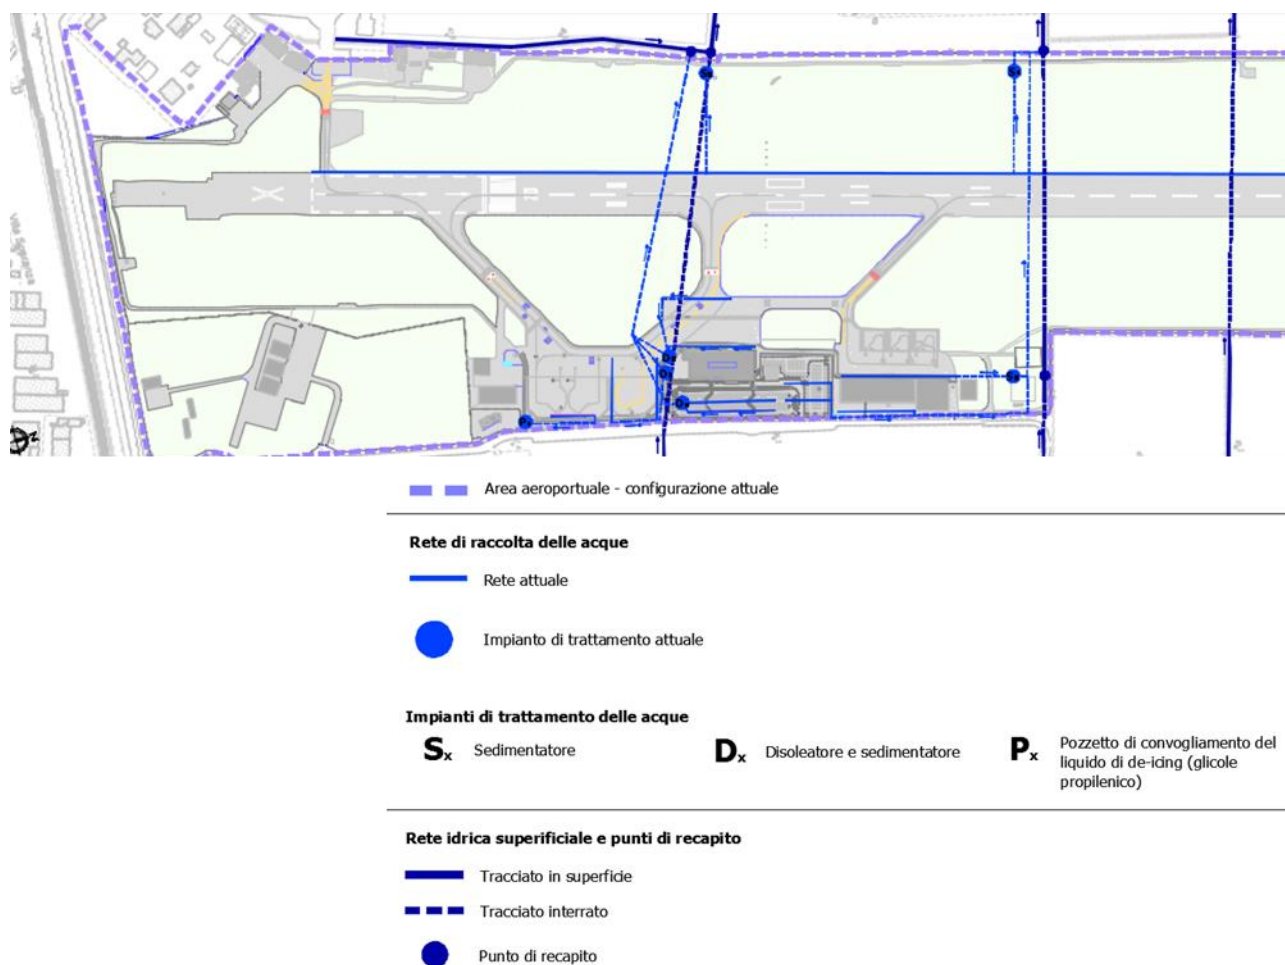 Area aeroportuale - configurazione attuale
Rete di raccolta delle acque
Rete attuale
Impianto di trattamento attuale
Impianti di trattamento delle acque
Sx Sedimentatore
Dx Disoleatore e sedimentatore
Px Pozzetto di convogliamento del
liquido di de-icing (glicole
propilenico)
Rete idrica superificiale e punti di recapito
Tracciato in superficie
Tracciato interrato
Punto di recapito